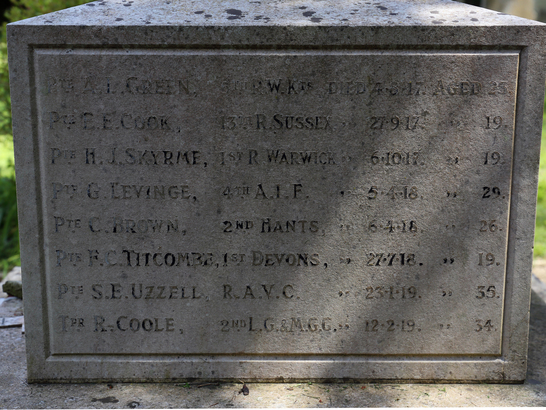 A. L. GREEN, R.W.KTS DIED 17. AGED 23.
PTE E. E. COOK, 13TH R. SUSSEX „ 27·9·17. „ 19.
PTE H. J. SKYRME, 1ST R. WARWICK „ 6·10·17. „ 19.
PTE G. LEVINGE, 4TH A.I.F. „ 5·4·18. „ 29.
PTE C. BROWN, 2ND HANTS, „ 6·4·18. „ 26.
PTE F. C. TITCOMBE, 1ST DEVONS, „ 27·7·18. „ 19.
PTE S. E. UZZELL, R.A.V.C. „ 23·1·19. „ 35.
TPR R. COOLE, 2ND L.G.&M.G.C. „ 12·2·19. „ 34.